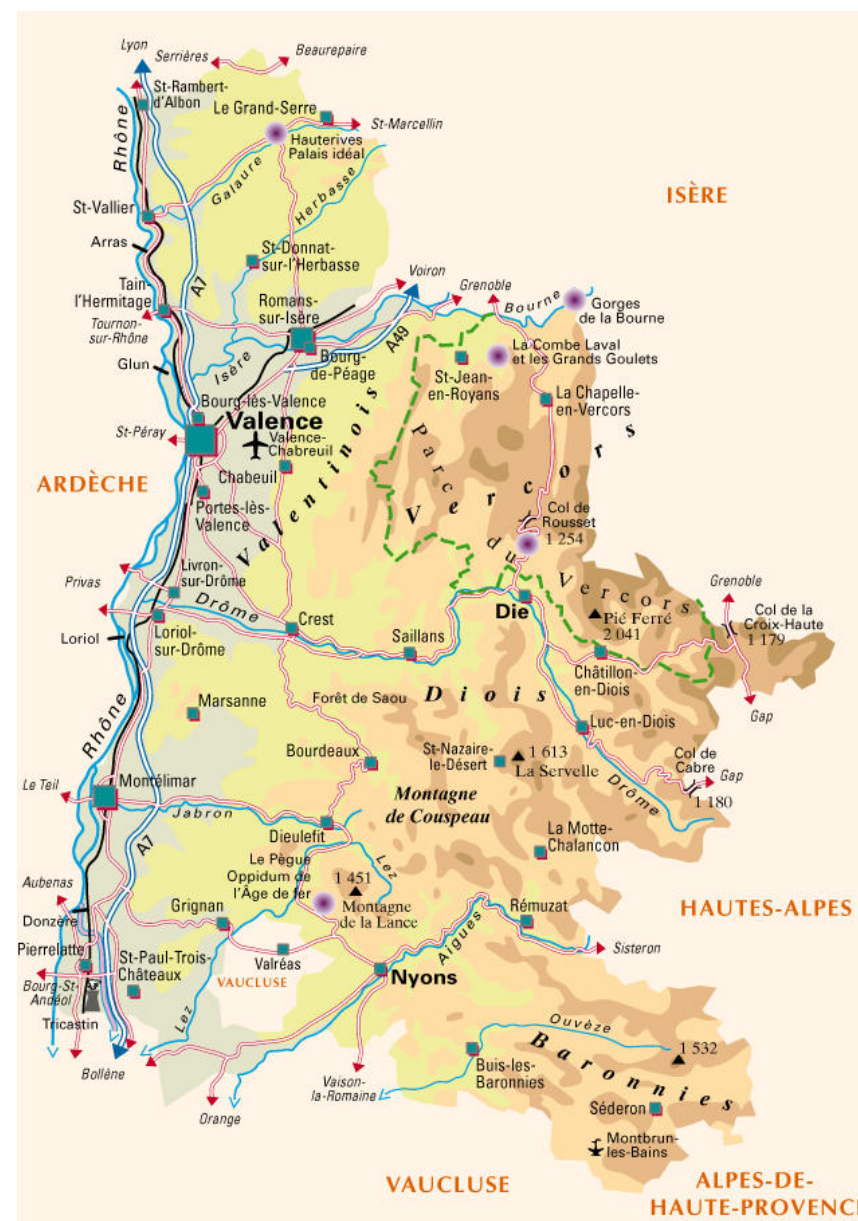 Lyon
Serrières
Beaurepaire
St-Rambert-
d'Albon
Le Grand-Serre
St-Marcellin
Rhône
Hauterives
Palais idéal
Galaure
Herbasse
ISÈRE
St-Vallier
Arras
St-Donnat-
sur-l'Herbasse
A7
Voiron
Grenoble
Tain-
l'Hermitage
Romans-
sur-Isère
Bourne
Gorges
de la Bourne
Tournon-
sur-Rhône
A49
La Combe Laval
et les Grands Goulets
Glun
Isère
Bourg-
de-Péage
St-Jean-
en-Royans
La Chapelle-
en-Vercors
Bourg-lès-Valence
Valence
St-Péray
Valence-
Chabreuil
Valentinois
Parc
du
Vercors
Vercors
ARDÈCHE
Chabeuil
Portes-lès-
Valence
Col de
Rousset
1 254
Livron-
sur-Drôme
Privas
Drôme
Grenoble
Die
Pié Ferré
2 041
Col de la
Croix-Haute
1 179
Loriol
Loriol-
sur-Drôme
Crest
Saillans
Châtillon-
en-Diois
Gap
Rhône
Marsanne
Forêt de Saou
Diois
Luc-en-Diois
Bourdeaux
St-Nazaire-
le-Désert
1 613
La Servelle
Col de
Cabre
Gap
1 180
Drôme
Le Teil
Montélimar
Jabron
Montagne
de Couspeau
A7
Dieulefit
La Motte-
Chalançon
Le Pègue
Oppidum de
l'Âge de fer
Lez
1 451
Montagne
de la Lance
Aubenas
Donzère
Grignan
Rémuzat
HAUTES-ALPES
Pierrelatte
St-Paul-Trois-
Châteaux
Valréas
VAUCLUSE
Aigues
Sisteron
Bourg-St-
Andéol
Nyons
Tricastin
Lez
Ouvèze
1 532
Bollène
Buis-les-
Baronnies
Baronnies
Vaison-
la-Romaine
Orange
Séderon
Montbrun-
les-Bains
VAUCLUSE
ALPES-DE-
HAUTE-PROVENC